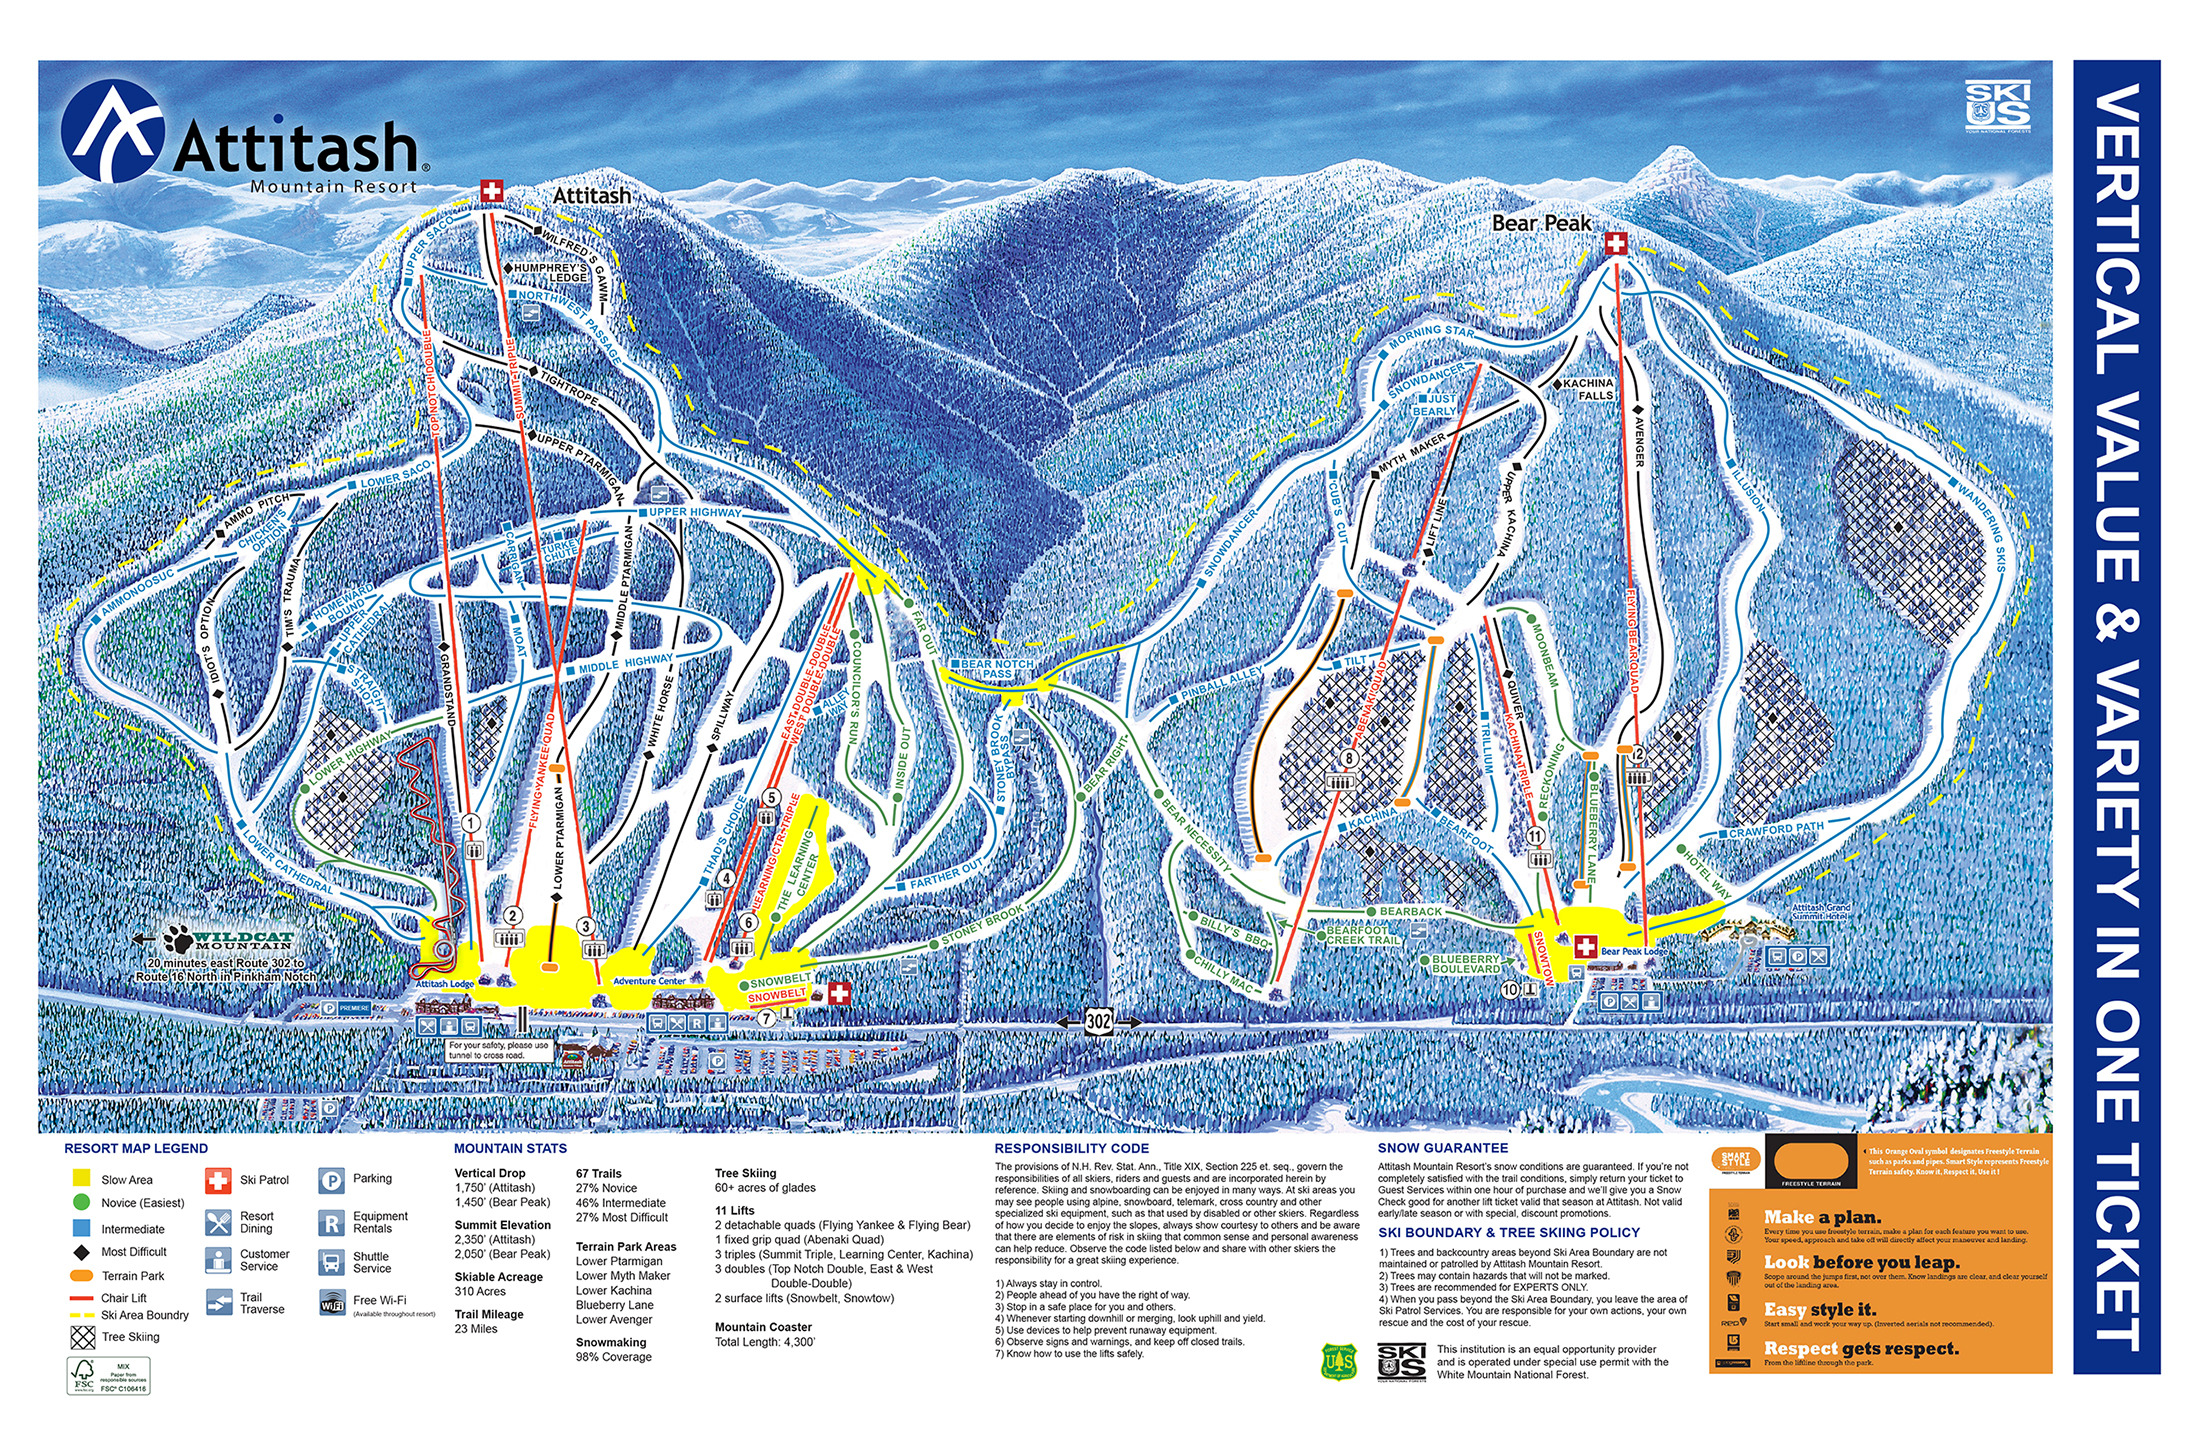 Attitash®
Mountain Resort
Attitash
Bear Peak
SKI
US
YOUR NATIONAL FORESTS
VERTICAL VALUE & VARIETY IN ONE TICKET
UPPER SACO
WILFRED'S GAWM
HUMPHREY'S
LEDGE
NORTHWEST PASSAGE
TOP NOTCH DOUBLE
SUMMIT TRIPLE
TIGHTROPE
UPPER PTARMIGAN
LOWER SACO
AMMO PITCH
CHICKEN'S
OPTION
AMMONOOSUC
TIM'S TRAUMA
IDIOT'S OPTION
HOMEWARD
BOUND
UPPER
CATHEDRAL
STRAIGHT
SHOT
CARRIGAN
TURKEY
CHUTE
UPPER HIGHWAY
MIDDLE PTARMIGAN
MOAT
MIDDLE HIGHWAY
GRANDSTAND
LOWER HIGHWAY
LOWER CATHEDRAL
FLYING YANKEE QUAD
LOWER PTARMIGAN
WHITE HORSE
SPILLWAY
THAD'S CHOICE
EAST DOUBLE-DOUBLE
WEST DOUBLE-DOUBLE
ALLEY
COUNCILOR'S RUN
INSIDE OUT
FAR OUT
LEARNING CTR. TRIPLE
THE LEARNING
CENTER
FARTHER OUT
STONEY BROOK
STONEY BROOK
BYPASS
BEAR NOTCH
PASS
SNOWBELT
SNOWBELT
BEAR RIGHT
BEAR NECESSITY
MORNING STAR
SNOWDANCER
JUST
BEARLY
KACHINA
FALLS
MYTH MAKER
LIFT LINE
UPPER KACHINA
AVENGER
ILLUSION
WANDERING SKIS
CUB'S CUT
SNOWDANCER
PINBALL ALLEY
TILT
ABENAKI QUAD
TRILLIUM
QUIVER
KACHINA TRIPLE
MOONBEAM
RECKONING
FLYING BEAR QUAD
BLUEBERRY LANE
KACHINA
BEARFOOT
CRAWFORD PATH
HOTEL WAY
BEARBACK
BILLY'S BBQ
BEARFOOT
CREEK TRAIL
CHILLY MAC
BLUEBERRY
BOULEVARD
SNOWTOW
1
2
3
4
5
6
7
8
10
11
12
Attitash Grand
Summit Hotel
Bear Peak Lodge
Attitash Lodge
Adventure Center
WILDCAT
MOUNTAIN
20 minutes east Route 302 to
Route 16 North in Pinkham Notch
P PREMIERE
For your safety, please use
tunnel to cross road.
302
RESORT MAP LEGEND
Slow Area
Novice (Easiest)
Intermediate
Most Difficult
Terrain Park
Chair Lift
Ski Area Boundry
Tree Skiing
Ski Patrol
Resort
Dining
Customer
Service
Trail
Traverse
P Parking
R Equipment
Rentals
Shuttle
Service
WiFi Free Wi-Fi
(Available throughout resort)
FSC
www.fsc.org
MIX
Paper from
responsible sources
FSC® C106416
MOUNTAIN STATS
Vertical Drop
1,750' (Attitash)
1,450' (Bear Peak)
Summit Elevation
2,350' (Attitash)
2,050' (Bear Peak)
Skiable Acreage
310 Acres
Trail Mileage
23 Miles
67 Trails
27% Novice
46% Intermediate
27% Most Difficult
Terrain Park Areas
Lower Ptarmigan
Lower Myth Maker
Lower Kachina
Blueberry Lane
Lower Avenger
Snowmaking
98% Coverage
Tree Skiing
60+ acres of glades
11 Lifts
2 detachable quads (Flying Yankee & Flying Bear)
1 fixed grip quad (Abenaki Quad)
3 triples (Summit Triple, Learning Center, Kachina)
3 doubles (Top Notch Double, East & West
Double-Double)
2 surface lifts (Snowbelt, Snowtow)
Mountain Coaster
Total Length: 4,300'
RESPONSIBILITY CODE
The provisions of N.H. Rev. Stat. Ann., Title XIX, Section 225 et. seq., govern the
responsibilities of all skiers, riders and guests and are incorporated herein by
reference. Skiing and snowboarding can be enjoyed in many ways. At ski areas you
may see people using alpine, snowboard, telemark, cross country and other
specialized ski equipment, such as that used by disabled or other skiers. Regardless
of how you decide to enjoy the slopes, always show courtesy to others and be aware
that there are elements of risk in skiing that common sense and personal awareness
can help reduce. Observe the code listed below and share with other skiers the
responsibility for a great skiing experience.
1) Always stay in control.
2) People ahead of you have the right of way.
3) Stop in a safe place for you and others.
4) Whenever starting downhill or merging, look uphill and yield.
5) Use devices to help prevent runaway equipment.
6) Observe signs and warnings, and keep off closed trails.
7) Know how to use the lifts safely.
SNOW GUARANTEE
Attitash Mountain Resort's snow conditions are guaranteed. If you're not
completely satisfied with the trail conditions, simply return your ticket to
Guest Services within one hour of purchase and we'll give you a Snow
Check good for another lift ticket valid that season at Attitash. Not valid
early/late season or with special, discount promotions.
SKI BOUNDARY & TREE SKIING POLICY
1) Trees and backcountry areas beyond Ski Area Boundary are not
maintained or patrolled by Attitash Mountain Resort.
2) Trees may contain hazards that will not be marked.
3) Trees are recommended for EXPERTS ONLY.
4) When you pass beyond the Ski Area Boundary, you leave the area of
Ski Patrol Services. You are responsible for your own actions, your own
rescue and the cost of your rescue.
FOREST SERVICE
US
SKI
US
This institution is an equal opportunity provider
and is operated under special use permit with the
White Mountain National Forest.
SMART
STYLE
FREESTYLE TERRAIN
FREESTYLE TERRAIN
This Orange Oval symbol designates Freestyle Terrain
such as parks and pipes. Smart Style represents Freestyle
Terrain safety. Know it, Respect it, Use it!
Make a plan.
Every time you use freestyle terrain, make a plan for each feature you want to use.
Your speed, approach and take off will directly affect your maneuver and landing.
Look before you leap.
Scope around the jumps first, not over them. Know landings are clear, and clear yourself
out of the landing area.
Easy style it.
Start small and work your way up. (Inverted aerials not recommended).
Respect gets respect.
From the liftline through the park.